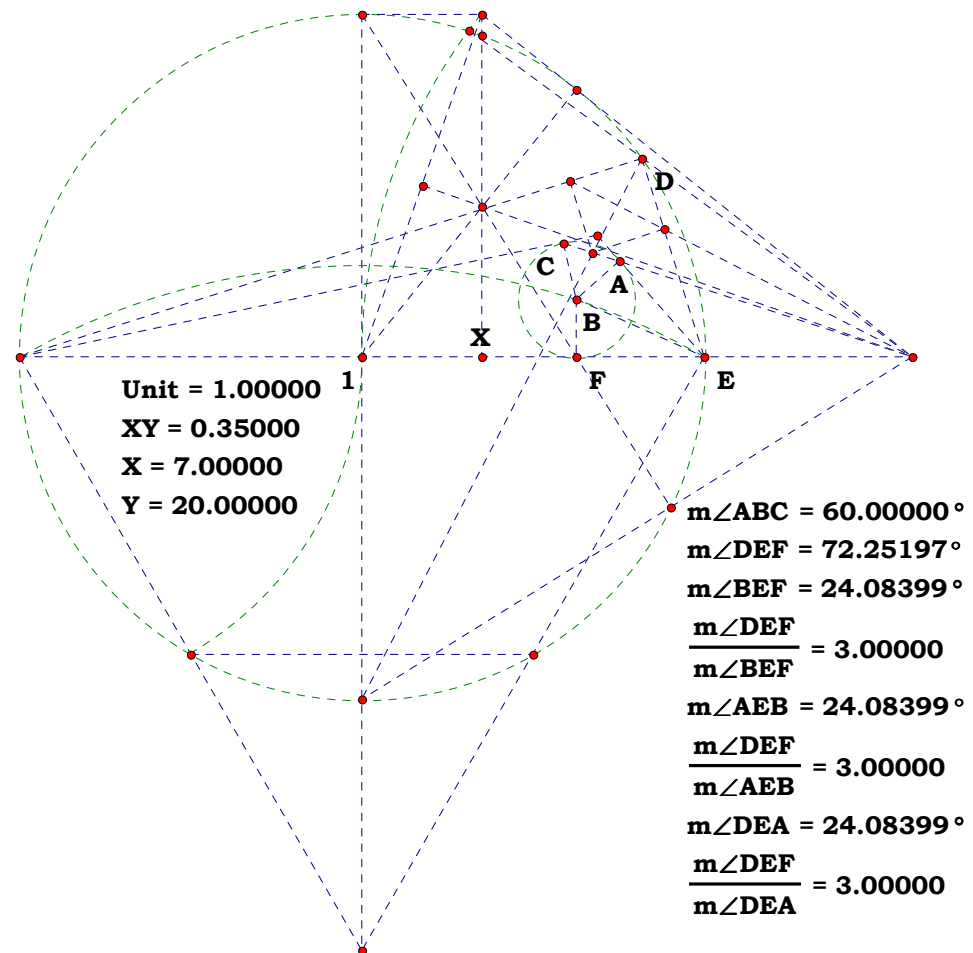 D
C
A
B
X
1
F
E
Unit = 1.00000
XY = 0.35000
X = 7.00000
Y = 20.00000
m∠ABC = 60.00000°
m∠DEF = 72.25197°
m∠BEF = 24.08399°
m∠DEF
m∠BEF = 3.00000
m∠AEB = 24.08399°
m∠DEF
m∠AEB = 3.00000
m∠DEA = 24.08399°
m∠DEF
m∠DEA = 3.00000